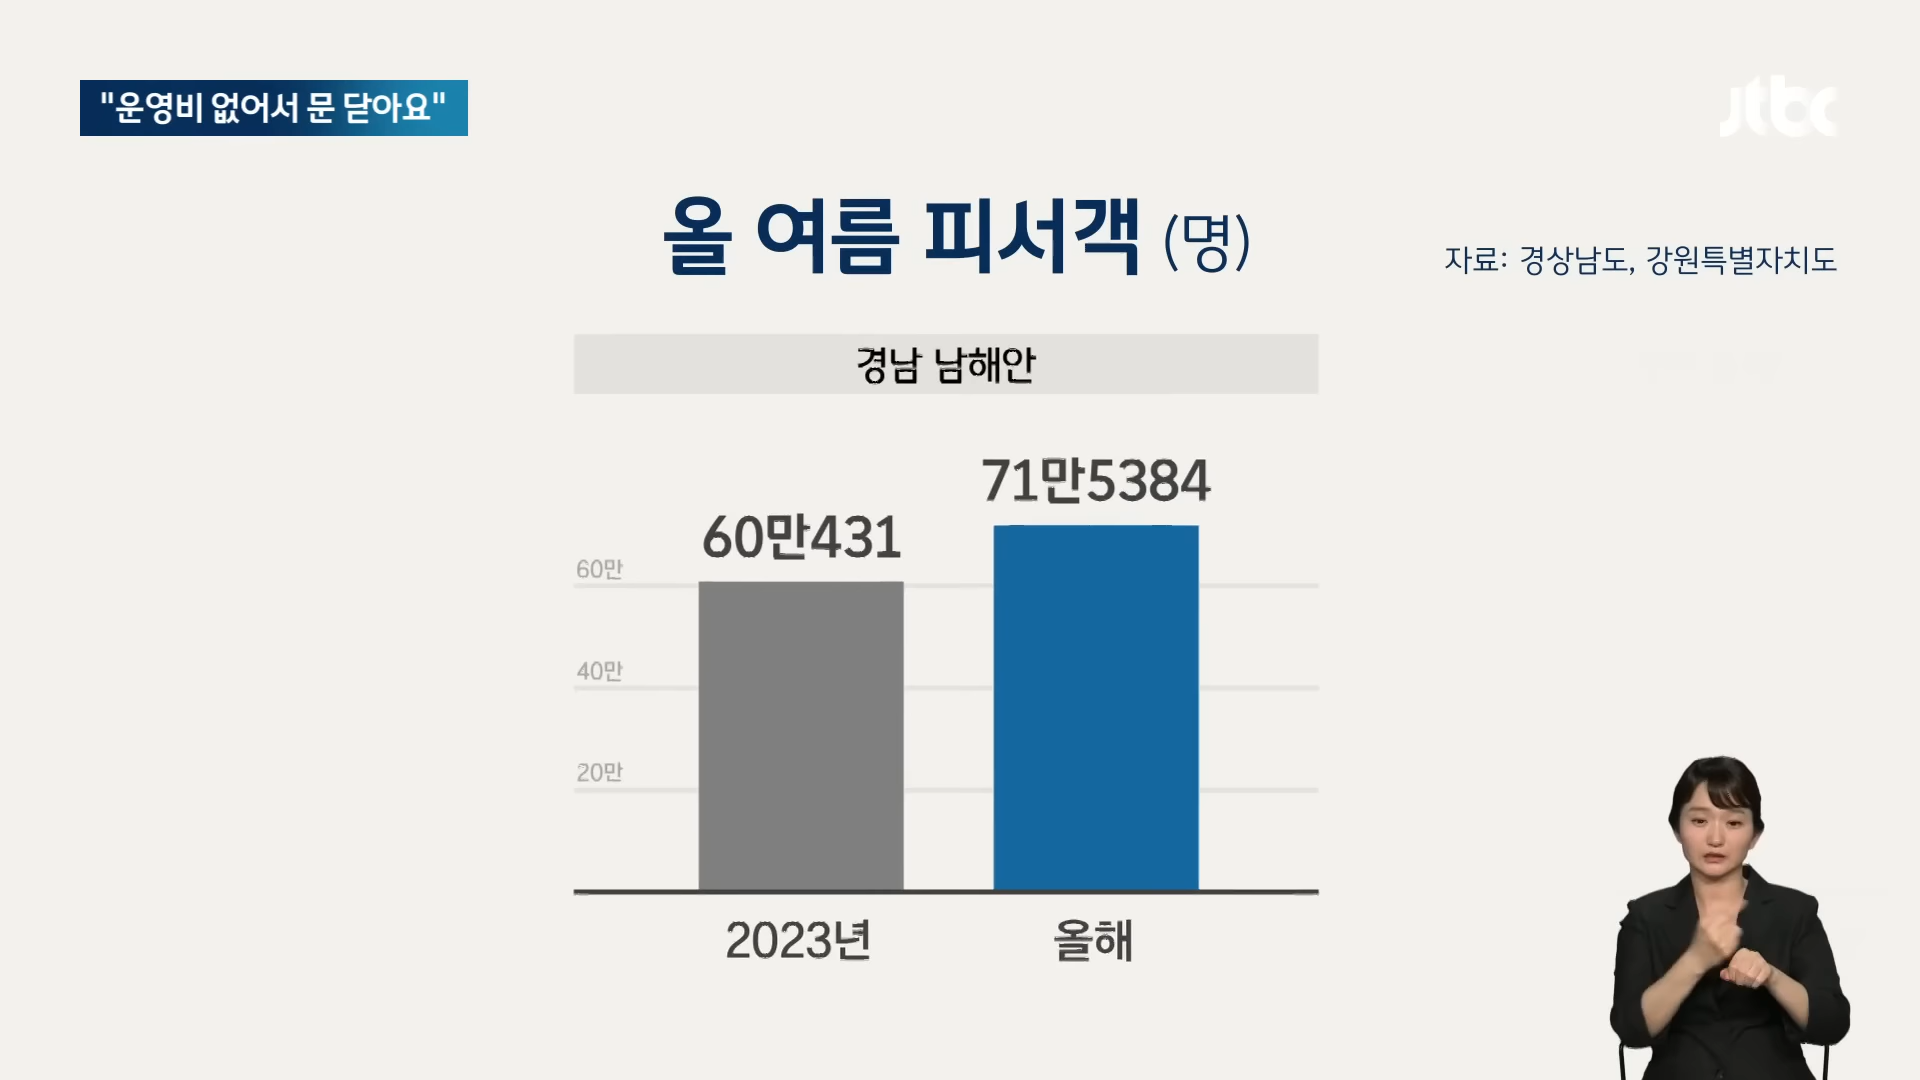 "운영비 없어서 문 닫아요"
jtbc
올 여름 피서객 (명)
자료: 경상남도, 강원특별자치도
경남 남해안
71만5384
60만431
60만
40만
20만
2023년
올해